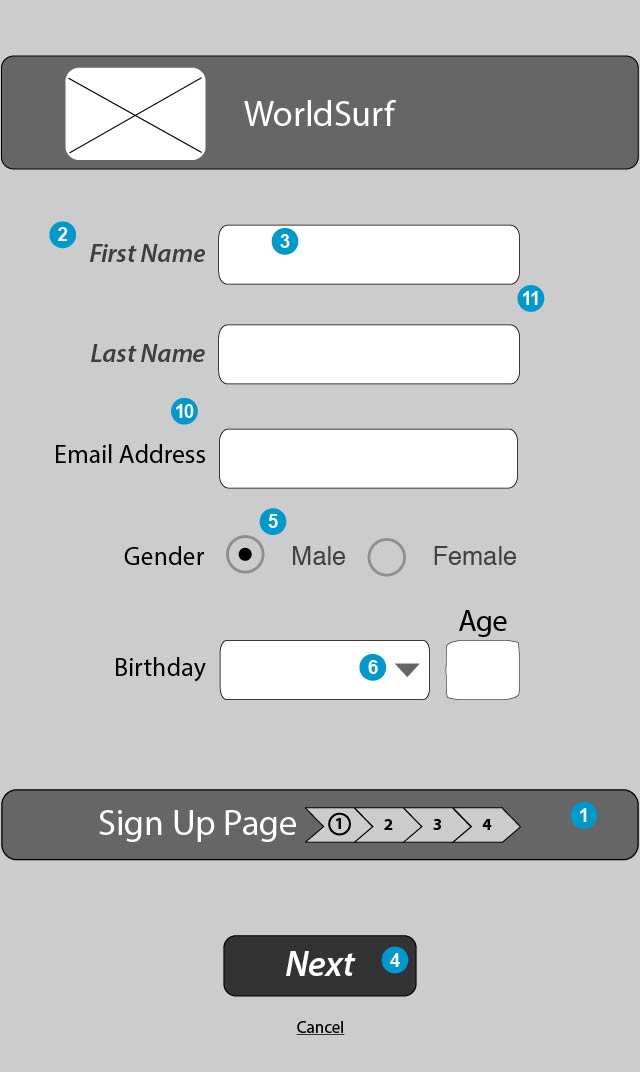 WorldSurf
2
First Name
3
11
Last Name
10
Email Address
5
Gender Male Female
Age
Birthday 6
Sign Up Page 1 2 3 4 1
Next 4
Cancel